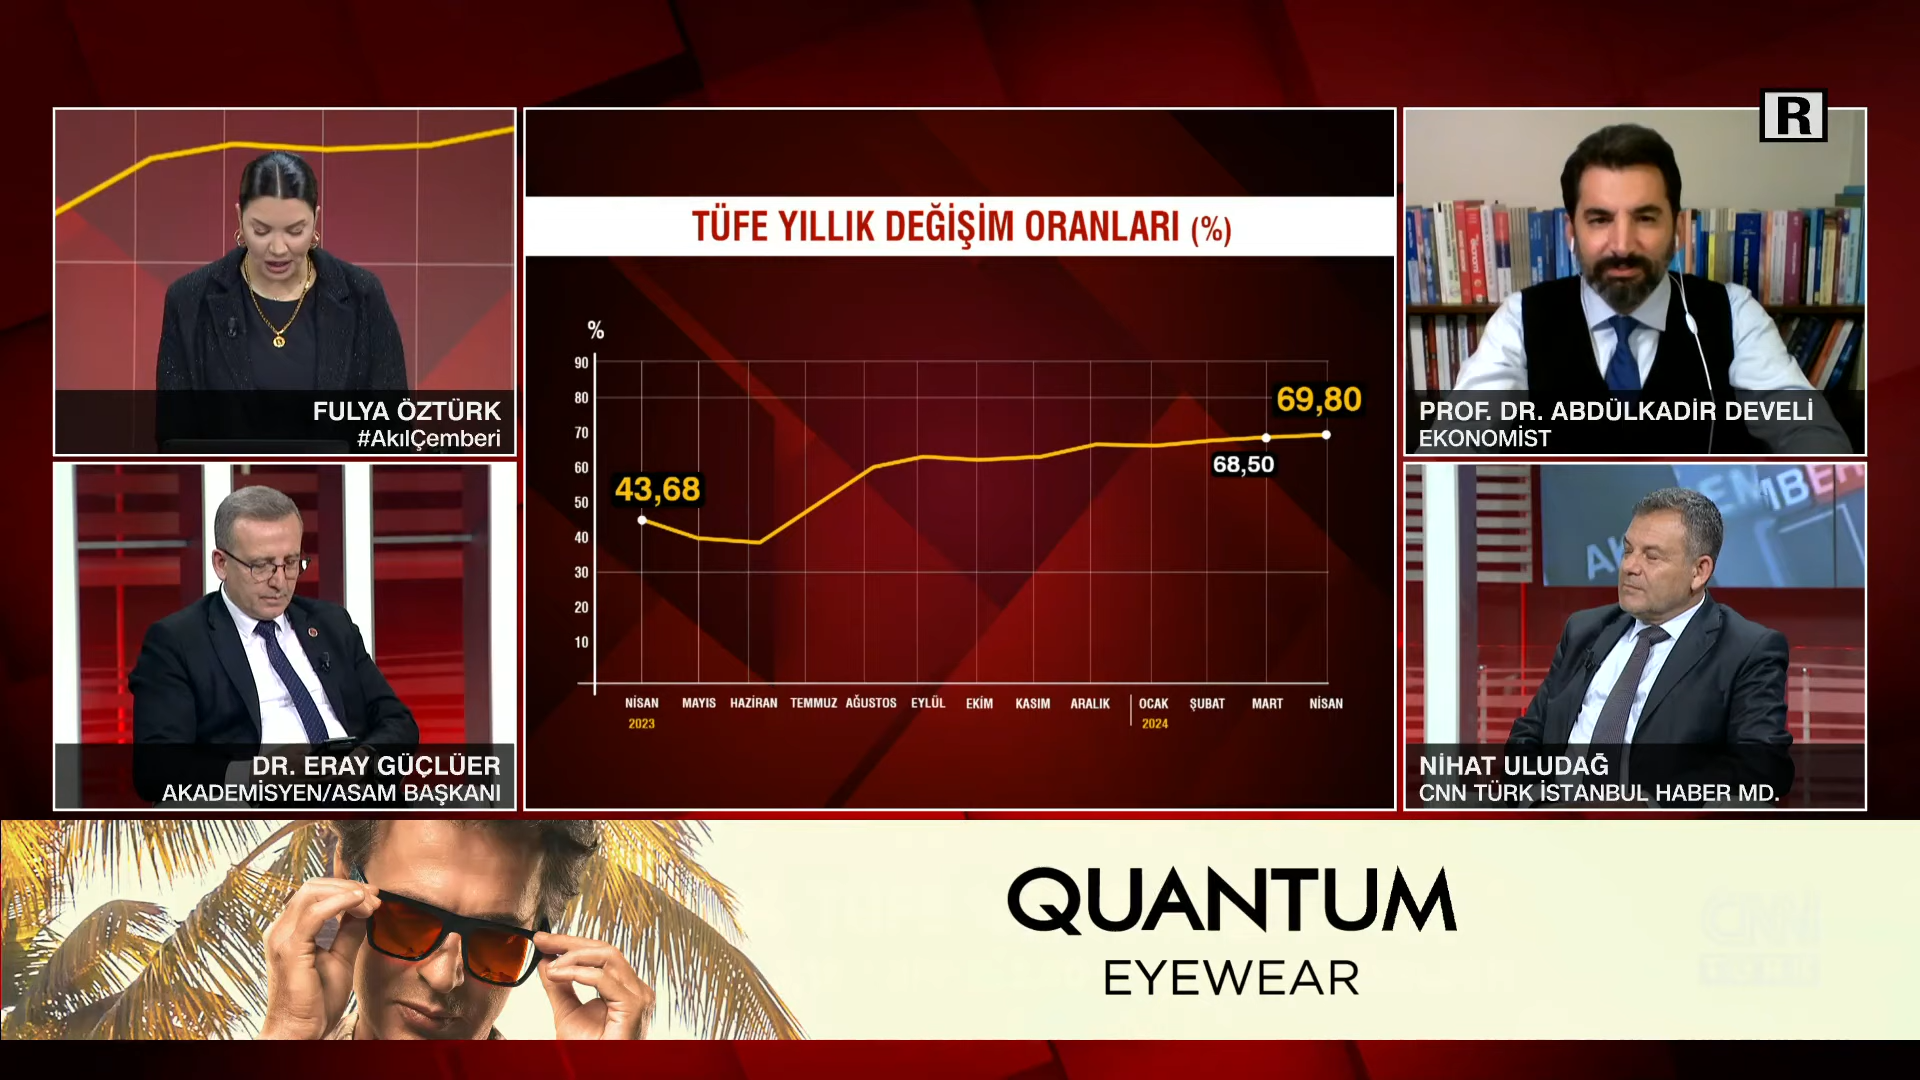 R
FULYA ÖZTÜRK
#AkılÇemberi
DR. ERAY GÜÇLÜER
AKADEMİSYEN/ASAM BAŞKANI
TÜFE YILLIK DEĞİŞİM ORANLARI (%)
%
90
80
70
60
50
40
30
20
10
43,68
68,50
69,80
NİSAN MAYIS HAZİRAN TEMMUZ AĞUSTOS EYLÜL EKİM KASIM ARALIK OCAK ŞUBAT MART NİSAN
2023 2024
PROF. DR. ABDÜLKADİR DEVELİ
EKONOMİST
NİHAT ULUDAĞ
CNN TÜRK İSTANBUL HABER MD.
QUANTUM
EYEWEAR